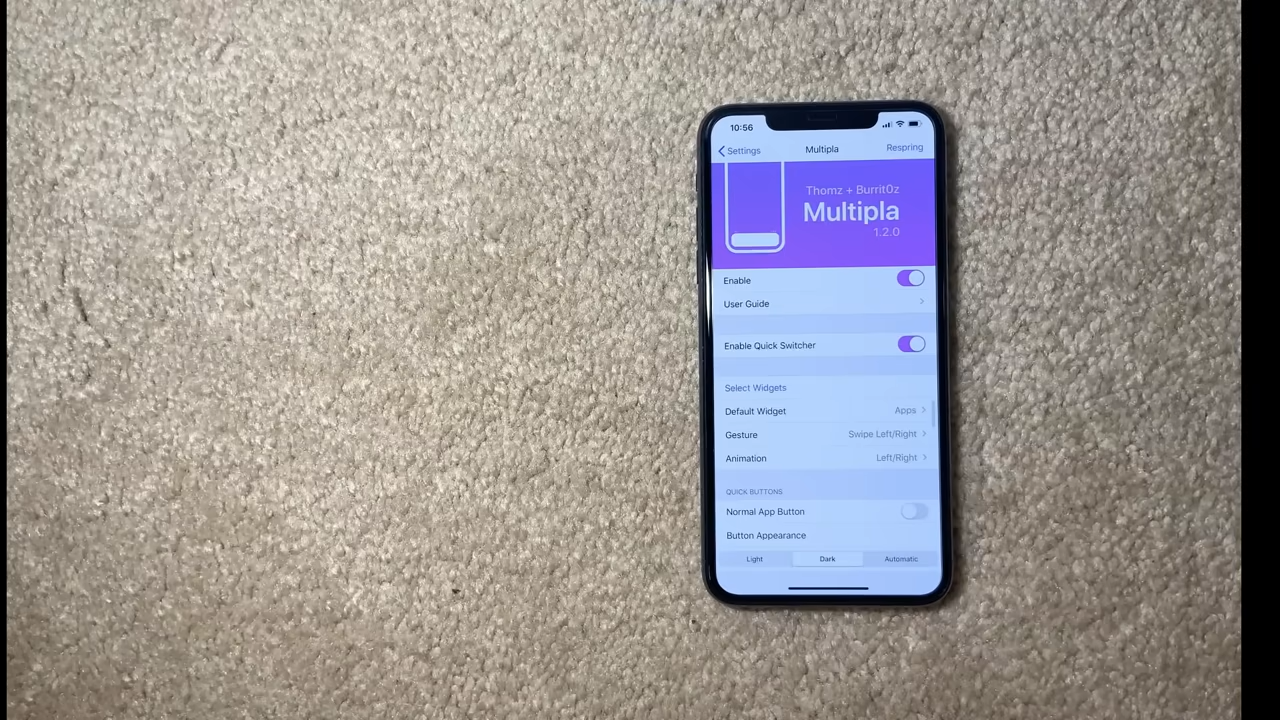 10:56
Settings
Multipla
Respring
Thomz + Burrit0z
Multipla
1.2.0
Enable
User Guide
Enable Quick Switcher
Select Widgets
Default Widget Apps
Gesture Swipe Left/Right
Animation Left/Right
QUICK BUTTONS
Normal App Button
Button Appearance
Light Dark Automatic